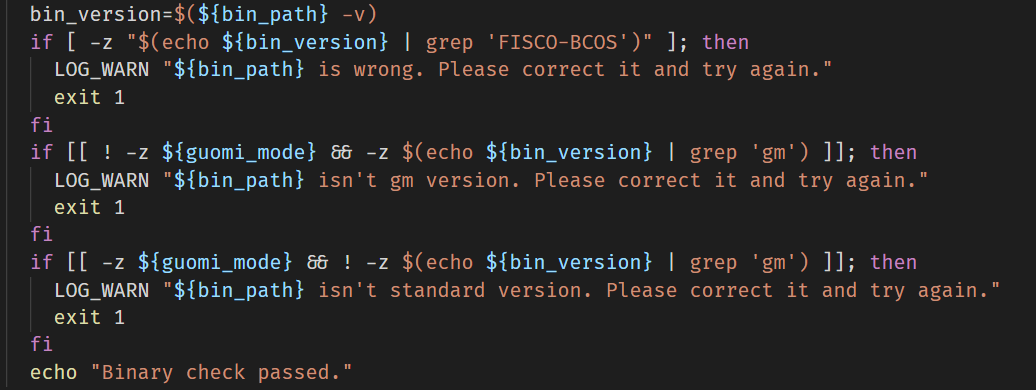 bin_version=$(${bin_path} -v)
if [ -z "$(echo ${bin_version} | grep 'FISCO-BCOS')" ]; then
  LOG_WARN "${bin_path} is wrong. Please correct it and try again."
  exit 1
fi
if [[ ! -z ${guomi_mode} && -z $(echo ${bin_version} | grep 'gm') ]]; then
  LOG_WARN "${bin_path} isn't gm version. Please correct it and try again."
  exit 1
fi
if [[ -z ${guomi_mode} && ! -z $(echo ${bin_version} | grep 'gm') ]]; then
  LOG_WARN "${bin_path} isn't standard version. Please correct it and try again."
  exit 1
fi
echo "Binary check passed."